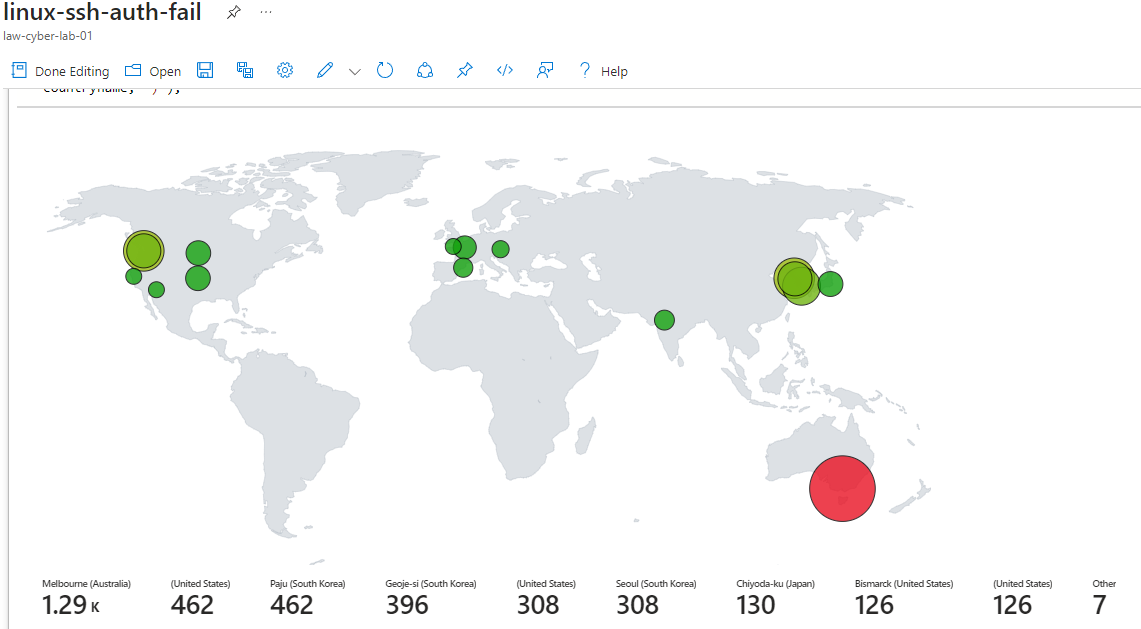 linux-ssh-auth-fail
law-cyber-lab-01
Done Editing Open Help
countryname, ")");
Melbourne (Australia) (United States) Paju (South Korea) Geoje-si (South Korea) (United States) Seoul (South Korea) Chiyoda-ku (Japan) Bismarck (United States) (United States) Other
1.29 K 462 462 396 308 308 130 126 126 7